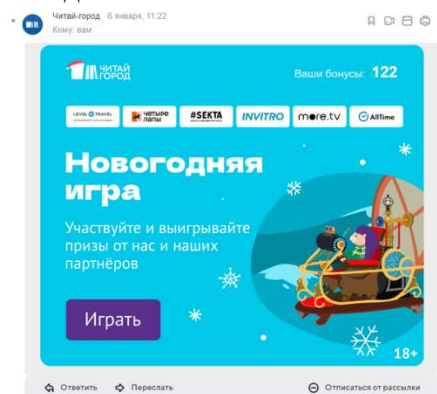 Читай-город 6 января, 11:22
Кому: вам
ЧИТАЙ
ГОРОД
Ваши бонусы: 122
LEVEL TRAVEL
ЧЕТЫРЕ
ЛАПЫ
#SEKTA
INVITRO
more.tv
AllTime
Новогодняя
игра
Участвуйте и выигрывайте
призы от нас и наших
партнёров
Играть
18+
Ответить Переслать Отписаться от рассылки